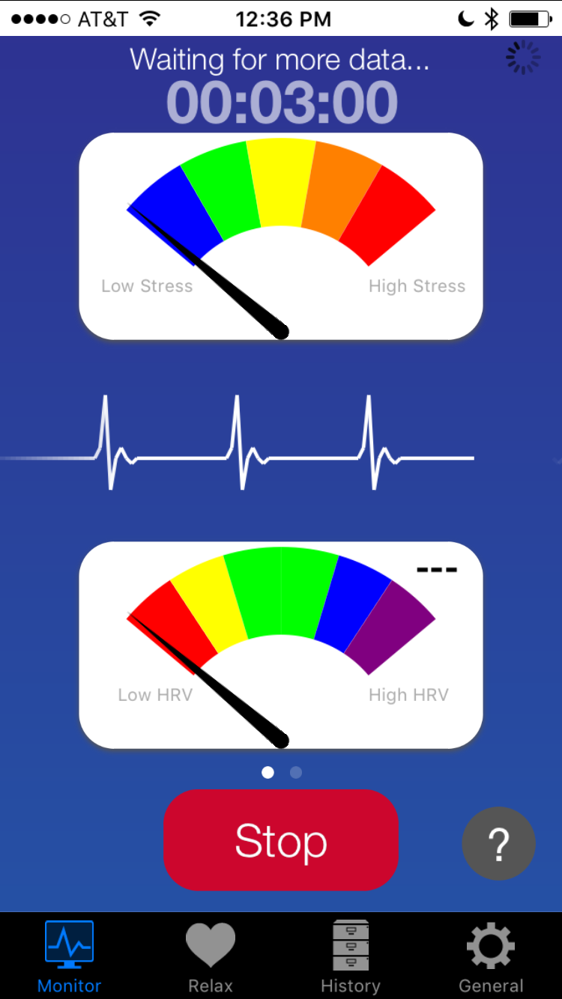 AT&T 12:36 PM
Waiting for more data...
00:03:00
Low Stress High Stress
---
Low HRV High HRV
Stop
?
Monitor Relax History General